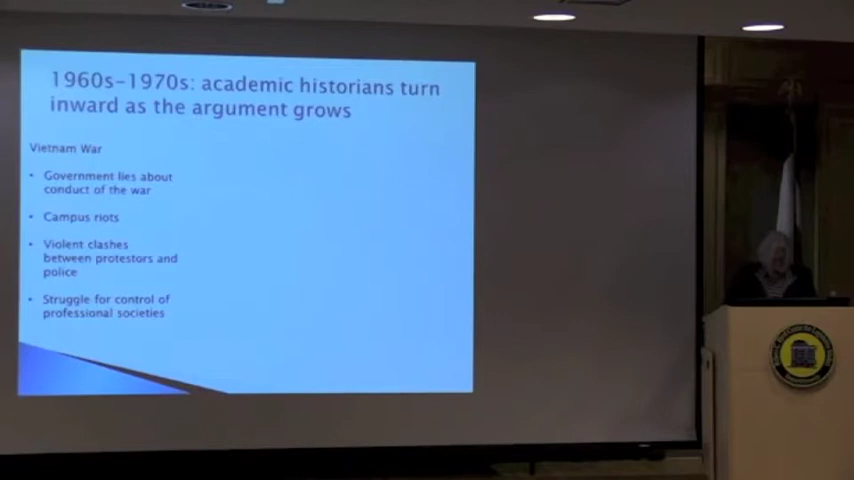 1960s-1970s: academic historians turn
inward as the argument grows
Vietnam War
• Government lies about
conduct of the war
• Campus riots
• Violent clashes
between protestors and
police
• Struggle for control of
professional societies